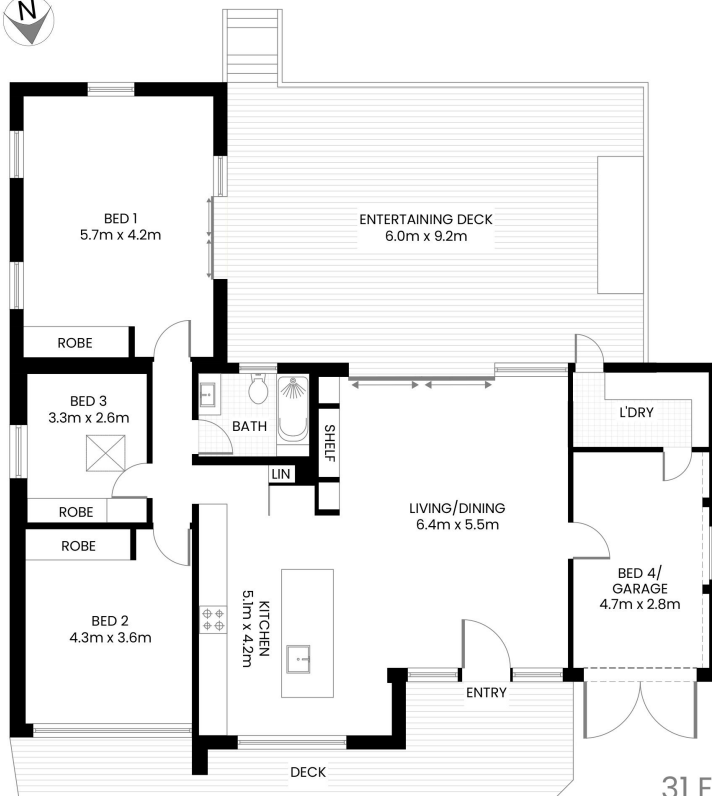 N
BED 1
5.7m x 4.2m
ENTERTAINING DECK
6.0m x 9.2m
ROBE
BED 3
3.3m x 2.6m
BATH
SHELF
L'DRY
LIN
ROBE
ROBE
LIVING/DINING
6.4m x 5.5m
BED 4/
GARAGE
4.7m x 2.8m
BED 2
4.3m x 3.6m
KITCHEN
5.1m x 4.2m
ENTRY
DECK
31 F